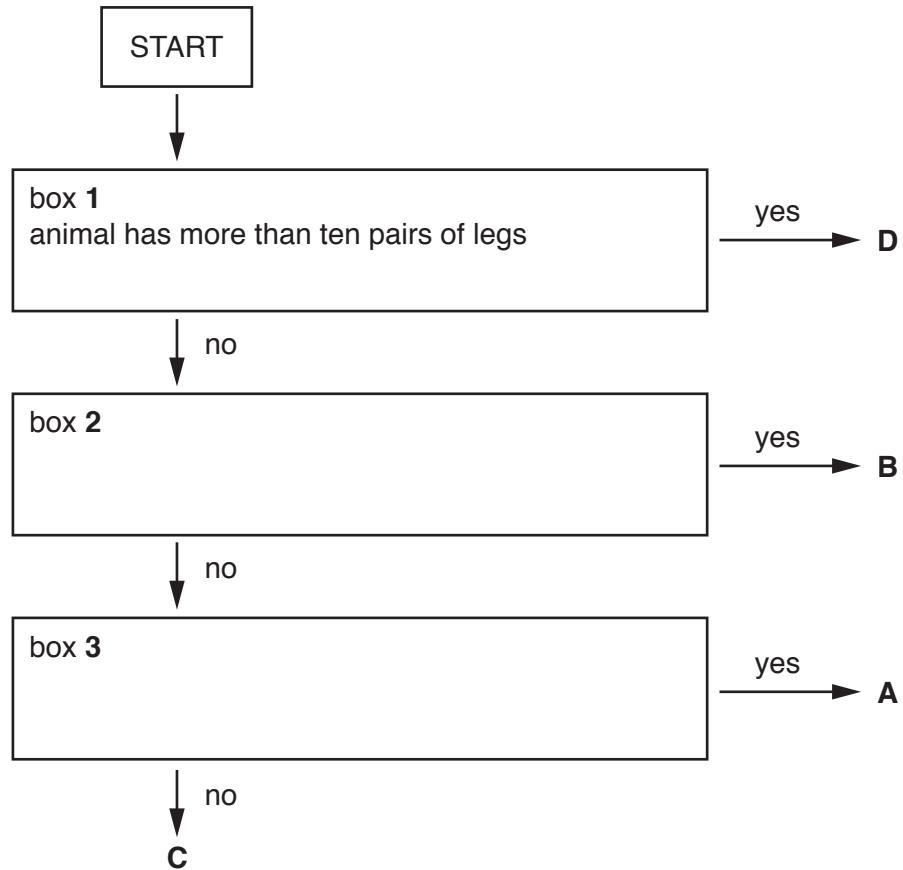 START
box 1
animal has more than ten pairs of legs
yes
D
no
box 2
yes
B
no
box 3
yes
A
no
C